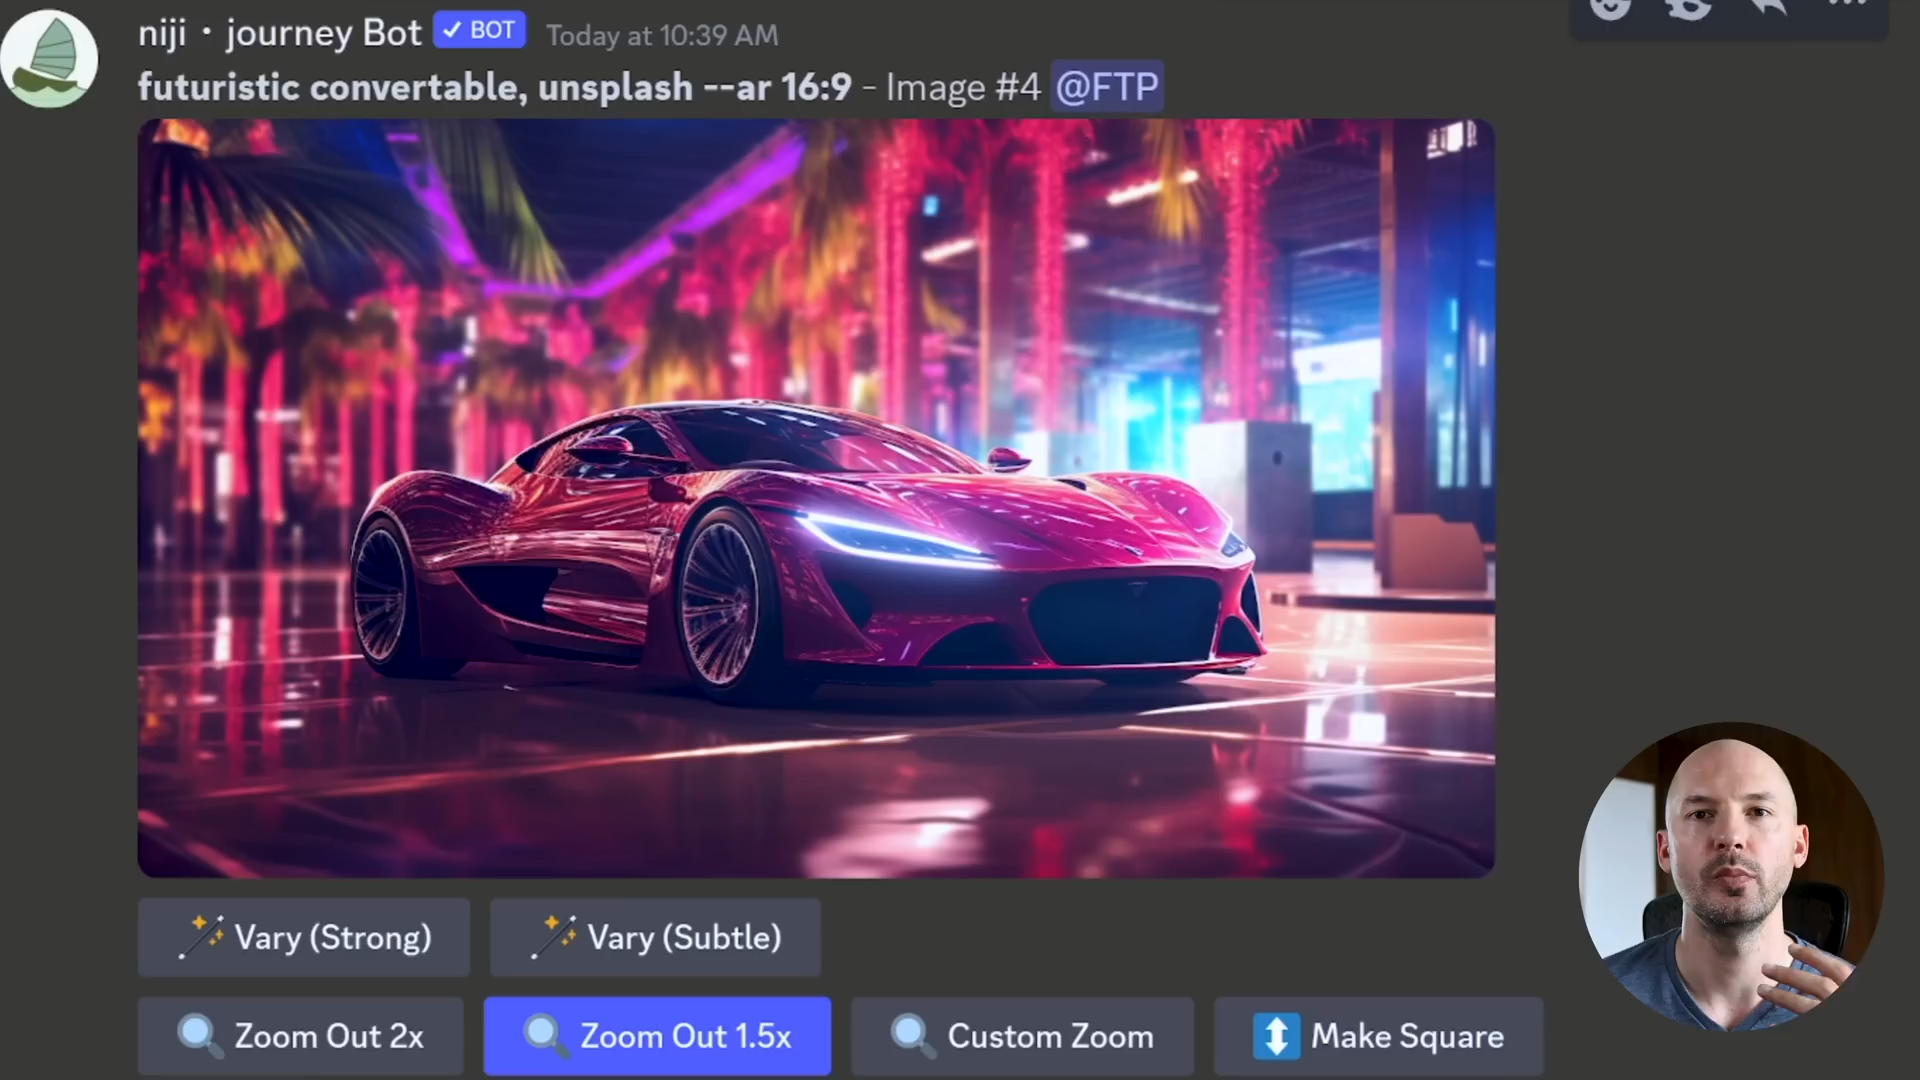 niji • journey Bot ✓ BOT Today at 10:39 AM
futuristic convertable, unsplash --ar 16:9 - Image #4 @FTP
Vary (Strong) Vary (Subtle)
Zoom Out 2x Zoom Out 1.5x Custom Zoom Make Square